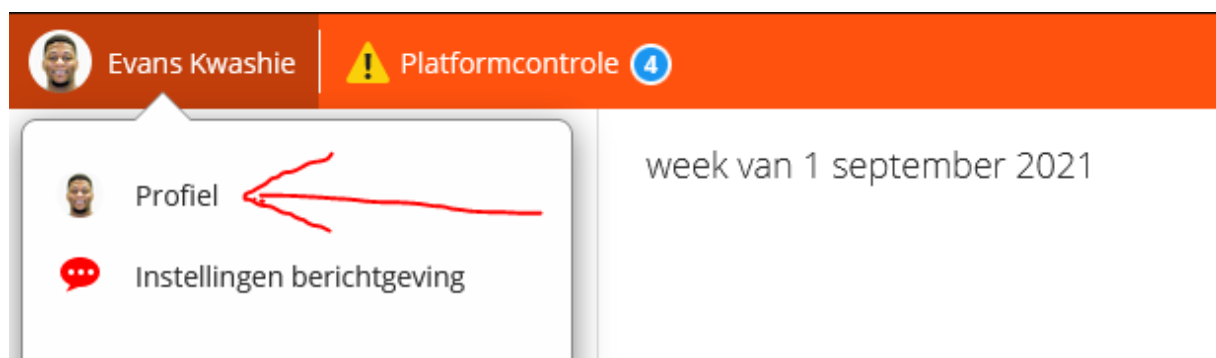 Evans Kwashie
Platformcontrole 4
week van 1 september 2021
Profiel
Instellingen berichtgeving